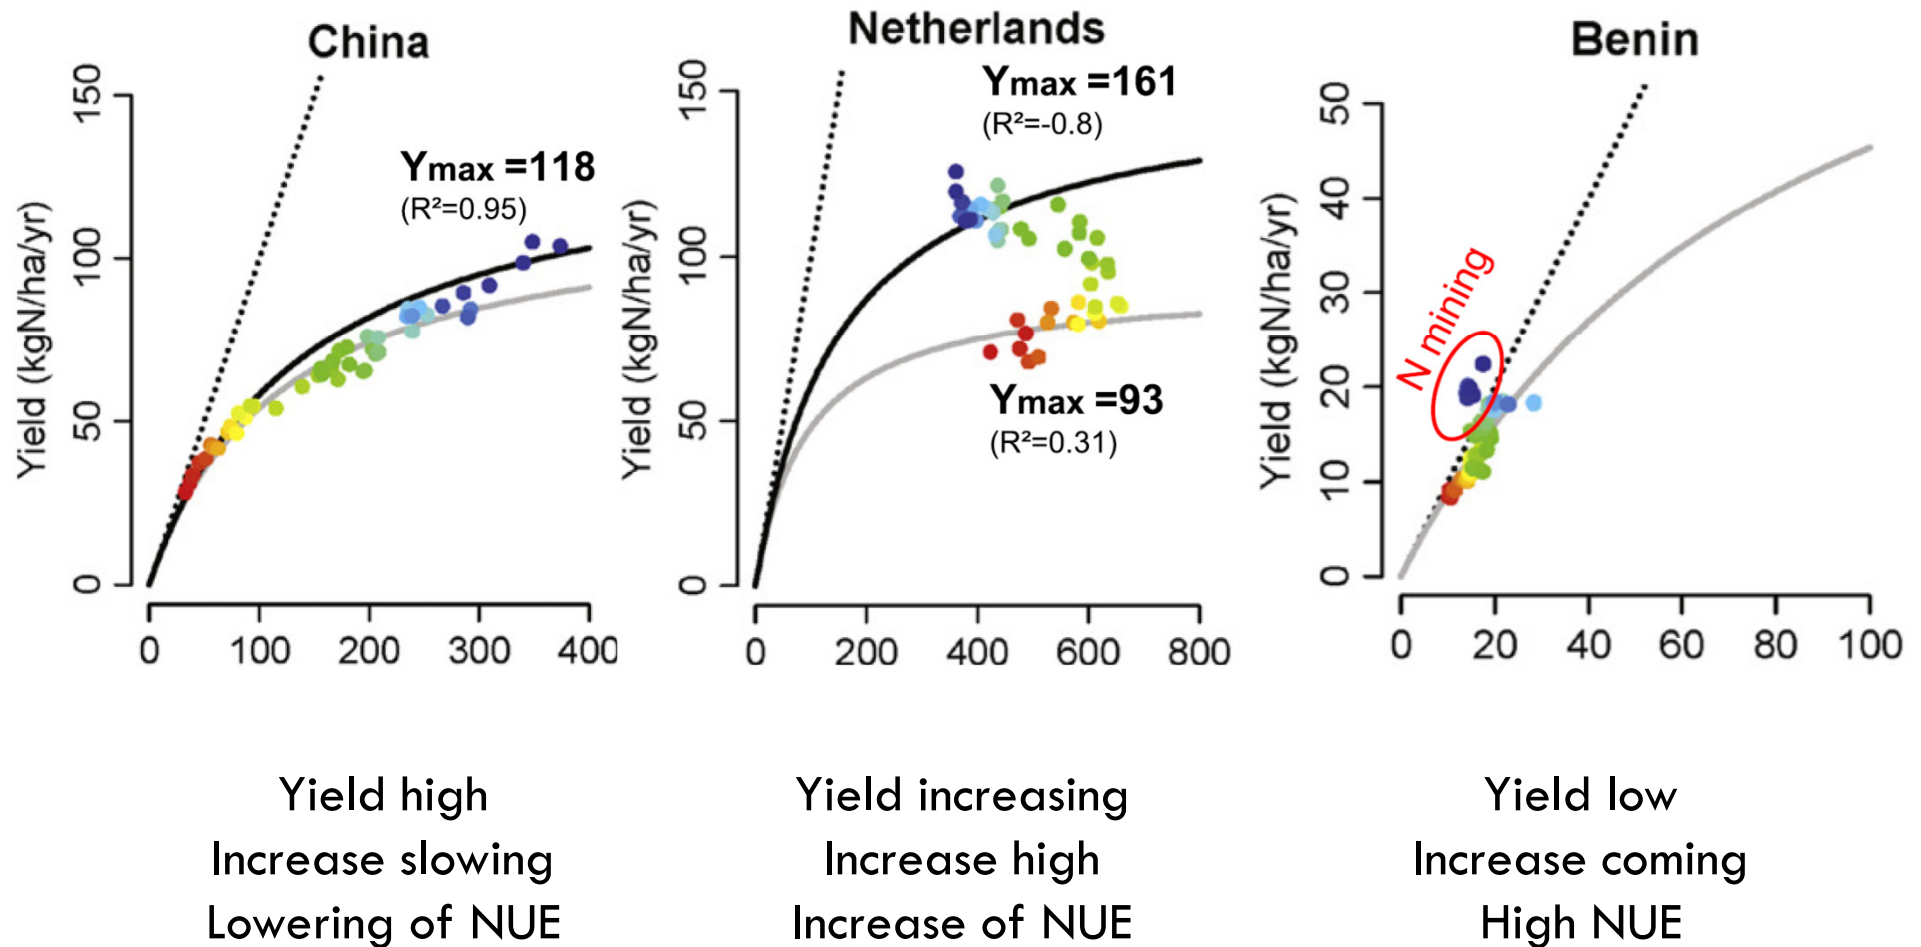 China
Yield (kgN/ha/yr)
150
100
50
0
Ymax =118
(R²=0.95)
0 100 200 300 400
Netherlands
Yield (kgN/ha/yr)
150
100
50
0
Ymax =161
(R²=-0.8)
Ymax =93
(R²=0.31)
0 200 400 600 800
Benin
Yield (kgN/ha/yr)
50
40
30
20
10
0
N mining
0 20 40 60 80 100
Yield high
Increase slowing
Lowering of NUE
Yield increasing
Increase high
Increase of NUE
Yield low
Increase coming
High NUE